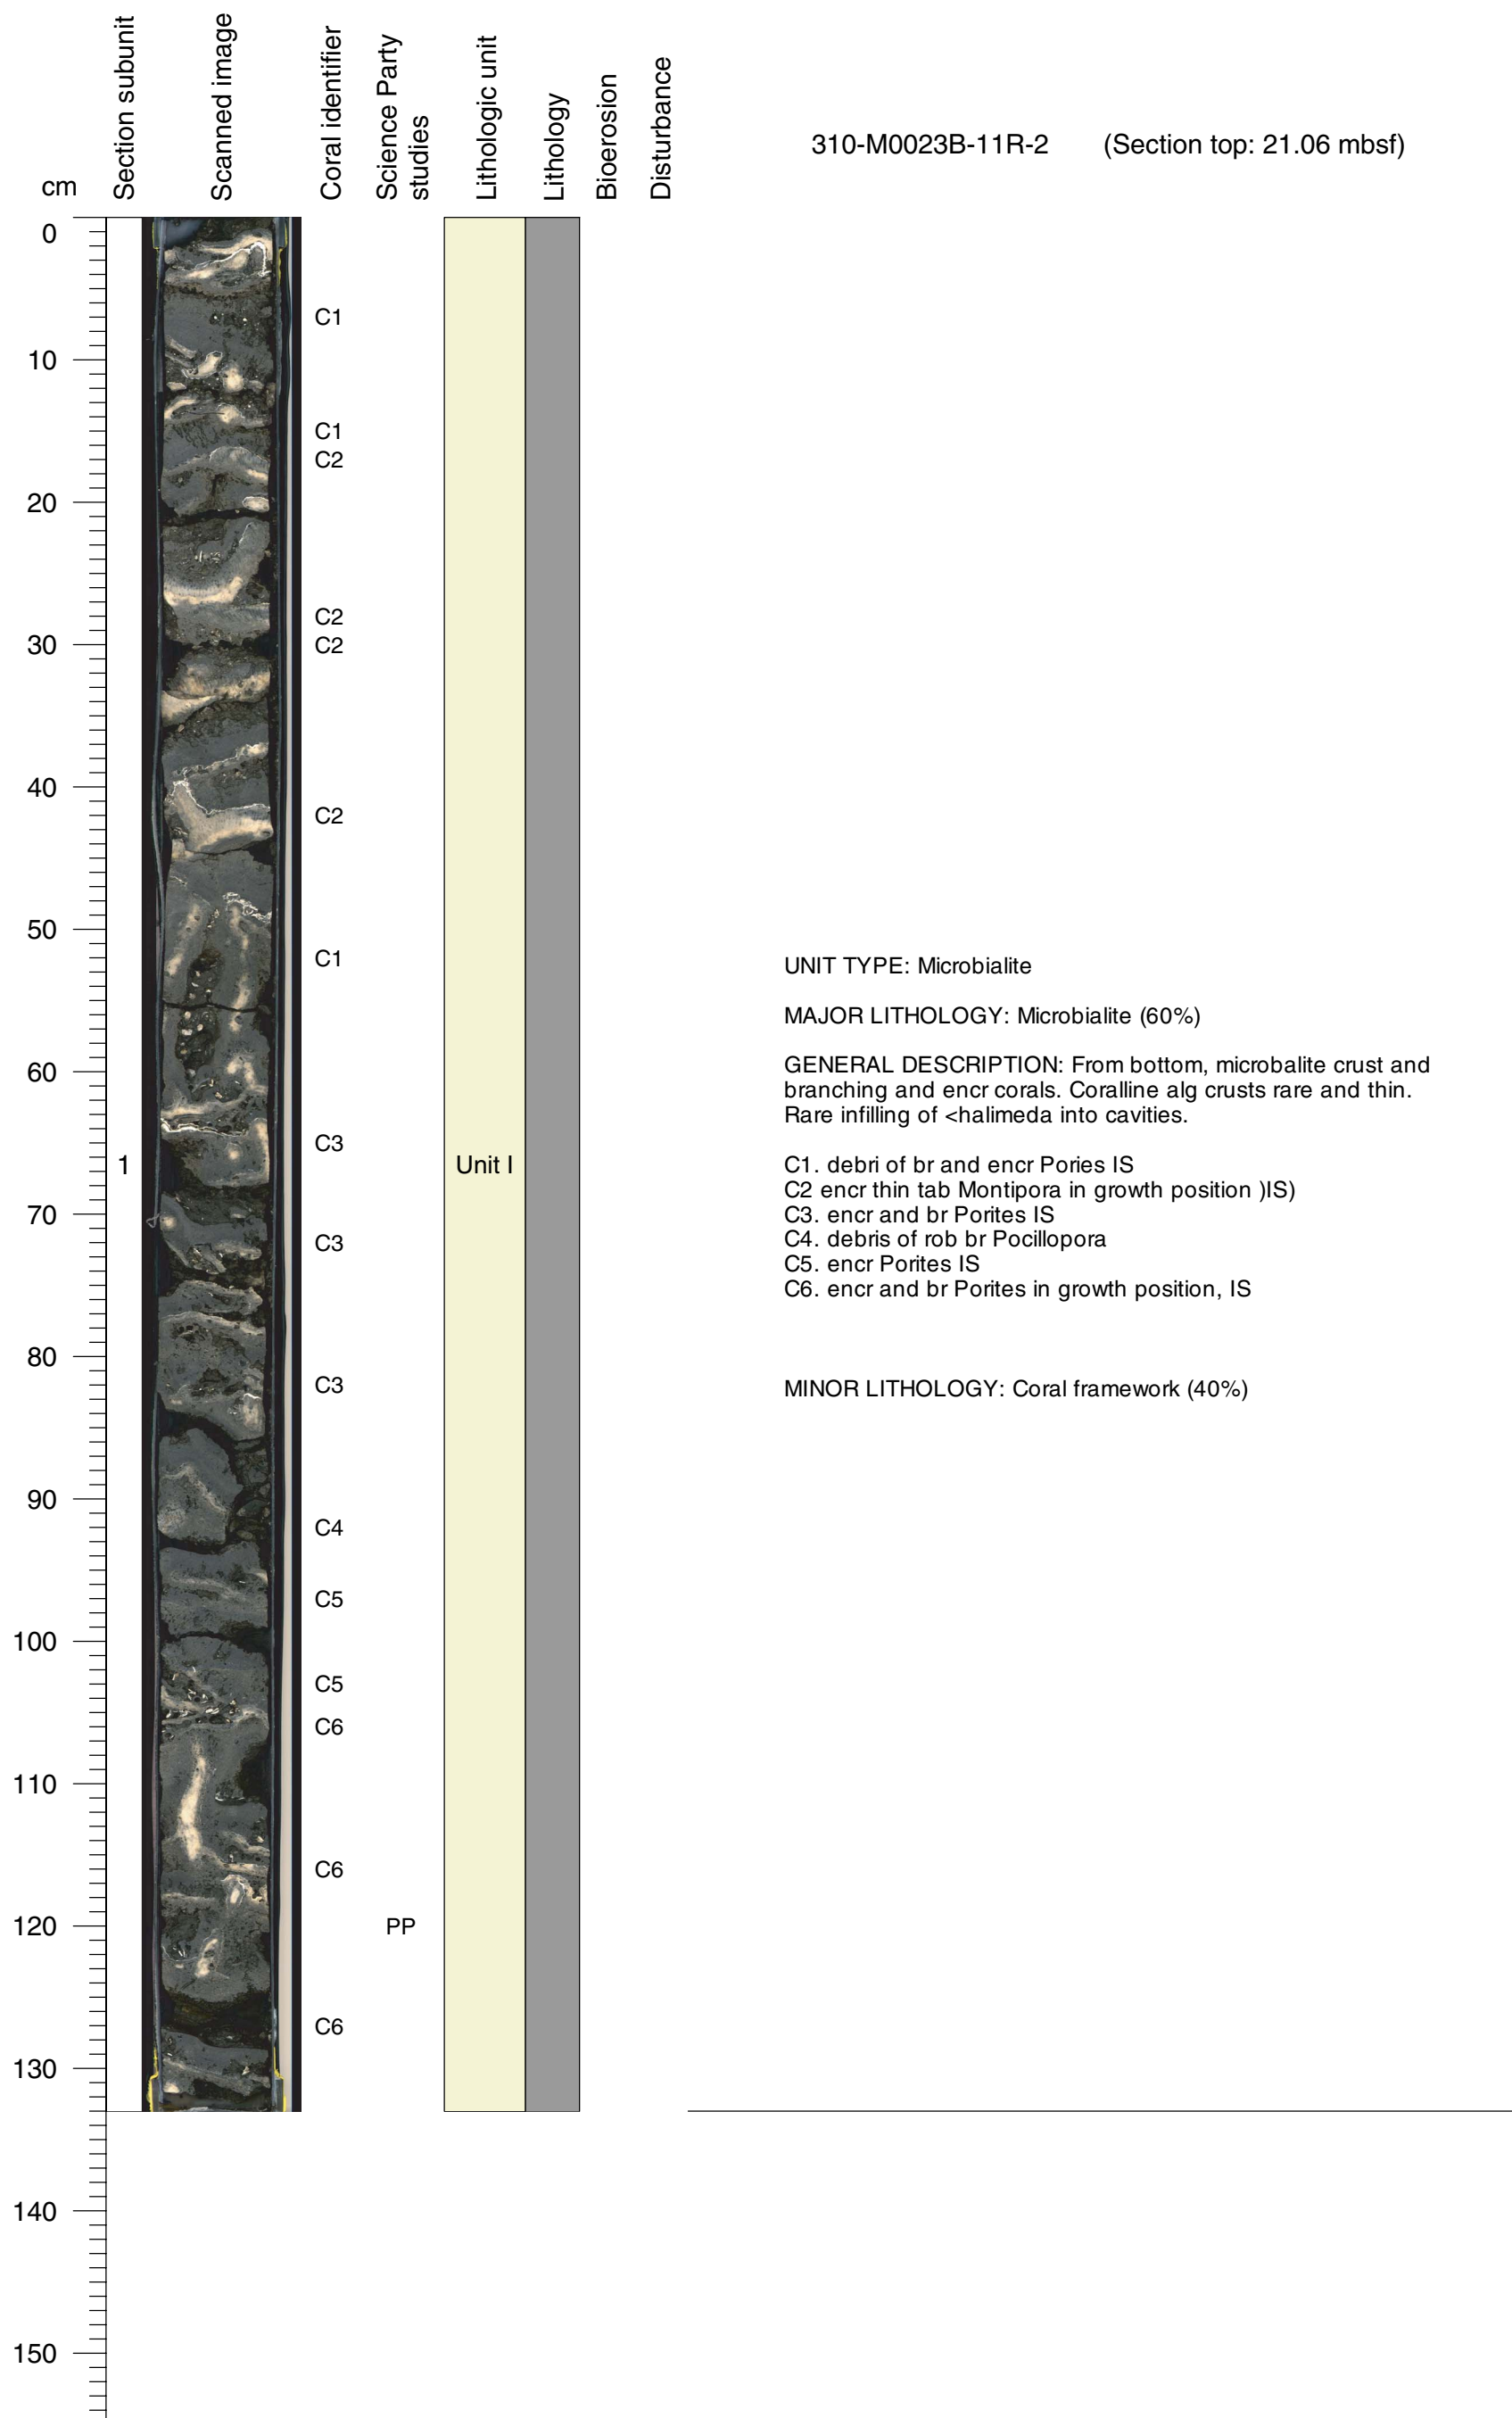 Section subunit
Scanned image
Coral identifier
Science Party studies
Lithologic unit
Lithology
Bioerosion
Disturbance
310-M0023B-11R-2 (Section top: 21.06 mbsf)
cm
0
C1
10
C1
C2
20
C2
30
C2
40
C2
50
C1
60
C3
1
Unit I
70
C3
80
C3
90
C4
C5
100
C5
C6
110
C6
120
PP
C6
130
140
150
UNIT TYPE: Microbialite
MAJOR LITHOLOGY: Microbialite (60%)
GENERAL DESCRIPTION: From bottom, microbalite crust and
branching and encr corals. Coralline alg crusts rare and thin.
Rare infilling of <halimeda into cavities.
C1. debri of br and encr Pories IS
C2 encr thin tab Montipora in growth position )IS)
C3. encr and br Porites IS
C4. debris of rob br Pocillopora
C5. encr Porites IS
C6. encr and br Porites in growth position, IS
MINOR LITHOLOGY: Coral framework (40%)